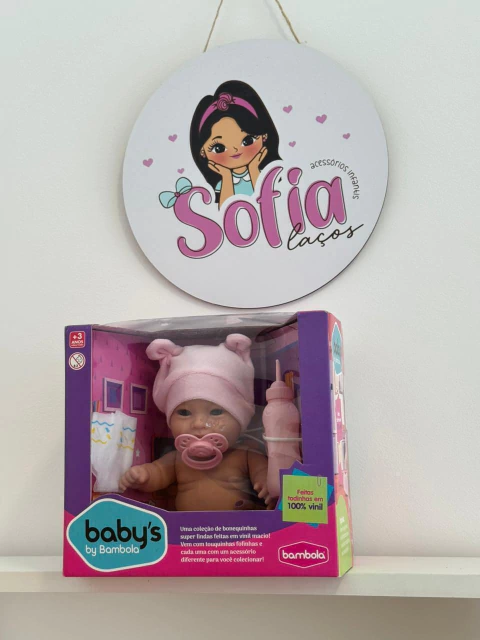 Sofia
laços
acessórios infantis
+3
ANOS
Feitas
todinhas em
100% vinil
baby's
by Bambola
Uma coleção de bonequinhas
super lindas feitas em vinil macio!
Vem com touquinhas fofinhas e
cada uma com um acessório
diferente para você colecionar!
bambola